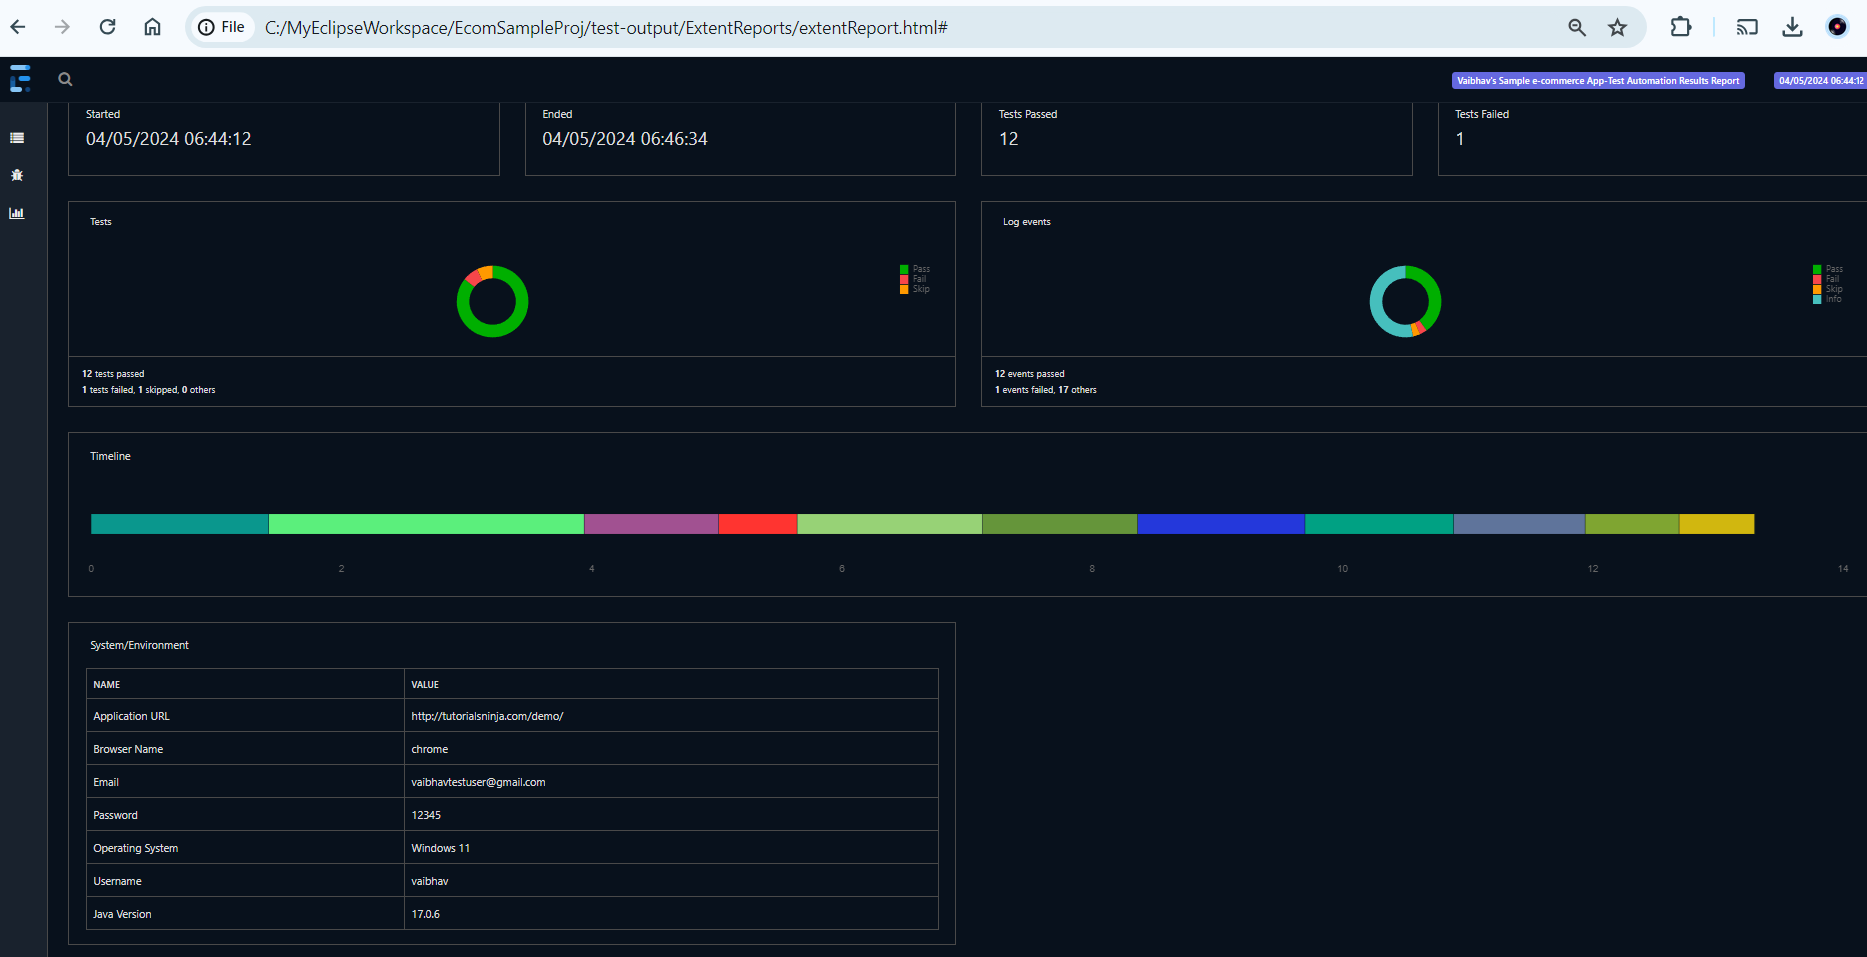 File C:/MyEclipseWorkspace/EcomSampleProj/test-output/ExtentReports/extentReport.html#
Vaibhav's Sample e-commerce App-Test Automation Results Report 04/05/2024 06:44:12
Started Ended Tests Passed Tests Failed
04/05/2024 06:44:12 04/05/2024 06:46:34 12 1
Tests
Pass
Fail
Skip
12 tests passed
1 tests failed, 1 skipped, 0 others
Log events
Pass
Fail
Skip
Info
12 events passed
1 events failed, 17 others
Timeline
0 2 4 6 8 10 12 14
System/Environment
NAME VALUE
Application URL http://tutorialsninja.com/demo/
Browser Name chrome
Email vaibhavtestuser@gmail.com
Password 12345
Operating System Windows 11
Username vaibhav
Java Version 17.0.6